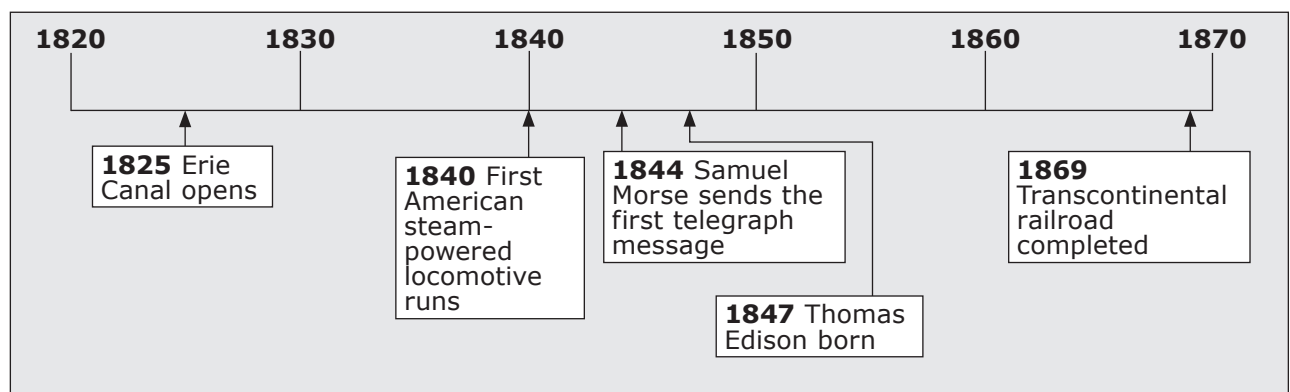 1820 1830 1840 1850 1860 1870
1825 Erie
Canal opens
1840 First
American
steam-
powered
locomotive
runs
1844 Samuel
Morse sends the
first telegraph
message
1847 Thomas
Edison born
1869
Transcontinental
railroad
completed